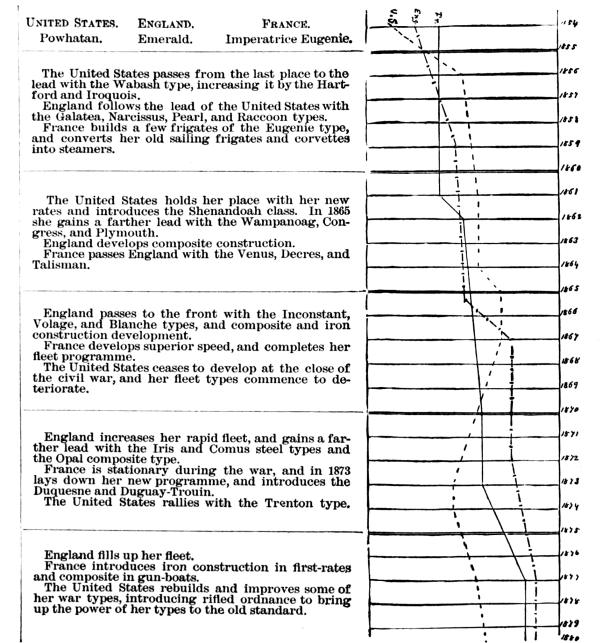 UNITED STATES. ENGLAND. FRANCE.
Powhatan. Emerald. Imperatrice Eugenie.
The United States passes from the last place to the
lead with the Wabash type, increasing it by the Hart-
ford and Iroquois.
England follows the lead of the United States with
the Galatea, Narcissus, Pearl, and Raccoon types.
France builds a few frigates of the Eugenie type,
and converts her old sailing frigates and corvettes
into steamers.
The United States holds her place with her new
rates and introduces the Shenandoah class. In 1865
she gains a farther lead with the Wampanoag, Con-
gress, and Plymouth.
England develops composite construction.
France passes England with the Venus, Decres, and
Talisman.
England passes to the front with the Inconstant,
Volage, and Blanche types, and composite and iron
construction development.
France develops superior speed, and completes her
fleet programme.
The United States ceases to develop at the close of
the civil war, and her fleet types commence to de-
teriorate.
England increases her rapid fleet, and gains a far-
ther lead with the Iris and Comus steel types and
the Opal composite type.
France is stationary during the war, and in 1873
lays down her new programme, and introduces the
Duquesne and Duguay-Trouin.
The United States rallies with the Trenton type.
England fills up her fleet.
France introduces iron construction in first-rates
and composite in gun-boats.
The United States rebuilds and improves some of
her war types, introducing rifled ordnance to bring
up the power of her types to the old standard.
U.S. Eng Fr.
1854
1855
1856
1857
1858
1859
1860
1861
1862
1863
1864
1865
1866
1867
1868
1869
1870
1871
1872
1873
1874
1875
1876
1877
1878
1879
1880